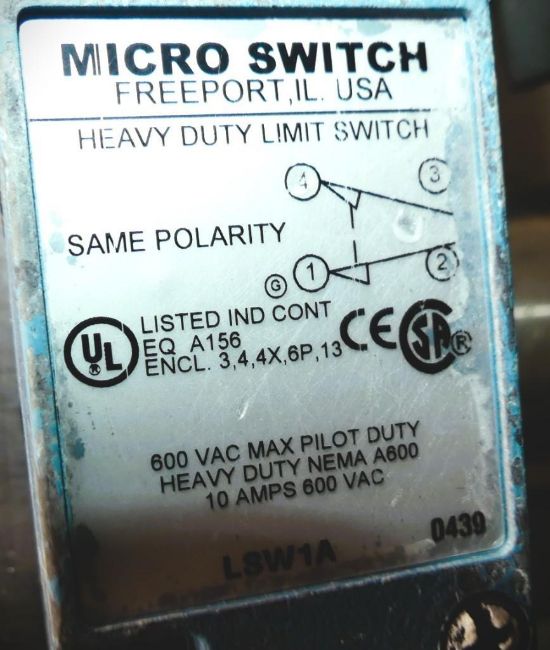 MICRO SWITCH
FREEPORT, IL. USA
HEAVY DUTY LIMIT SWITCH
4 3
SAME POLARITY
G 1 2
UL ® LISTED IND CONT
EQ A156
ENCL. 3,4,4X,6P,13
CE SA ®
600 VAC MAX PILOT DUTY
HEAVY DUTY NEMA A600
10 AMPS 600 VAC
0439
LSW1A